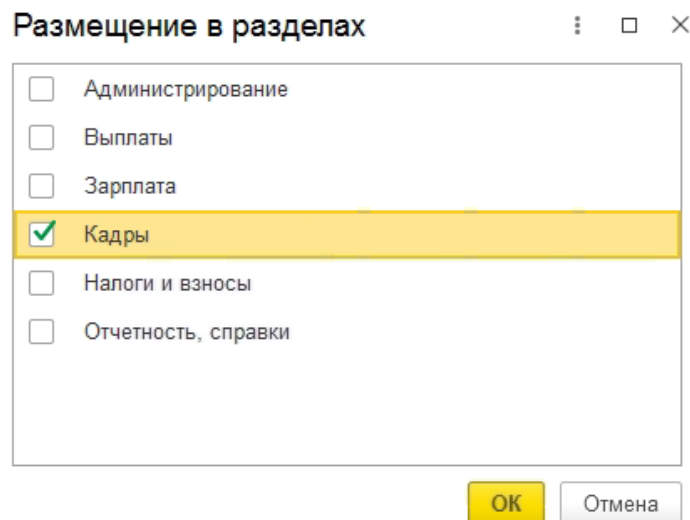 Размещение в разделах
Администрирование
Выплаты
Зарплата
Кадры
Налоги и взносы
Отчетность, справки
ОК Отмена